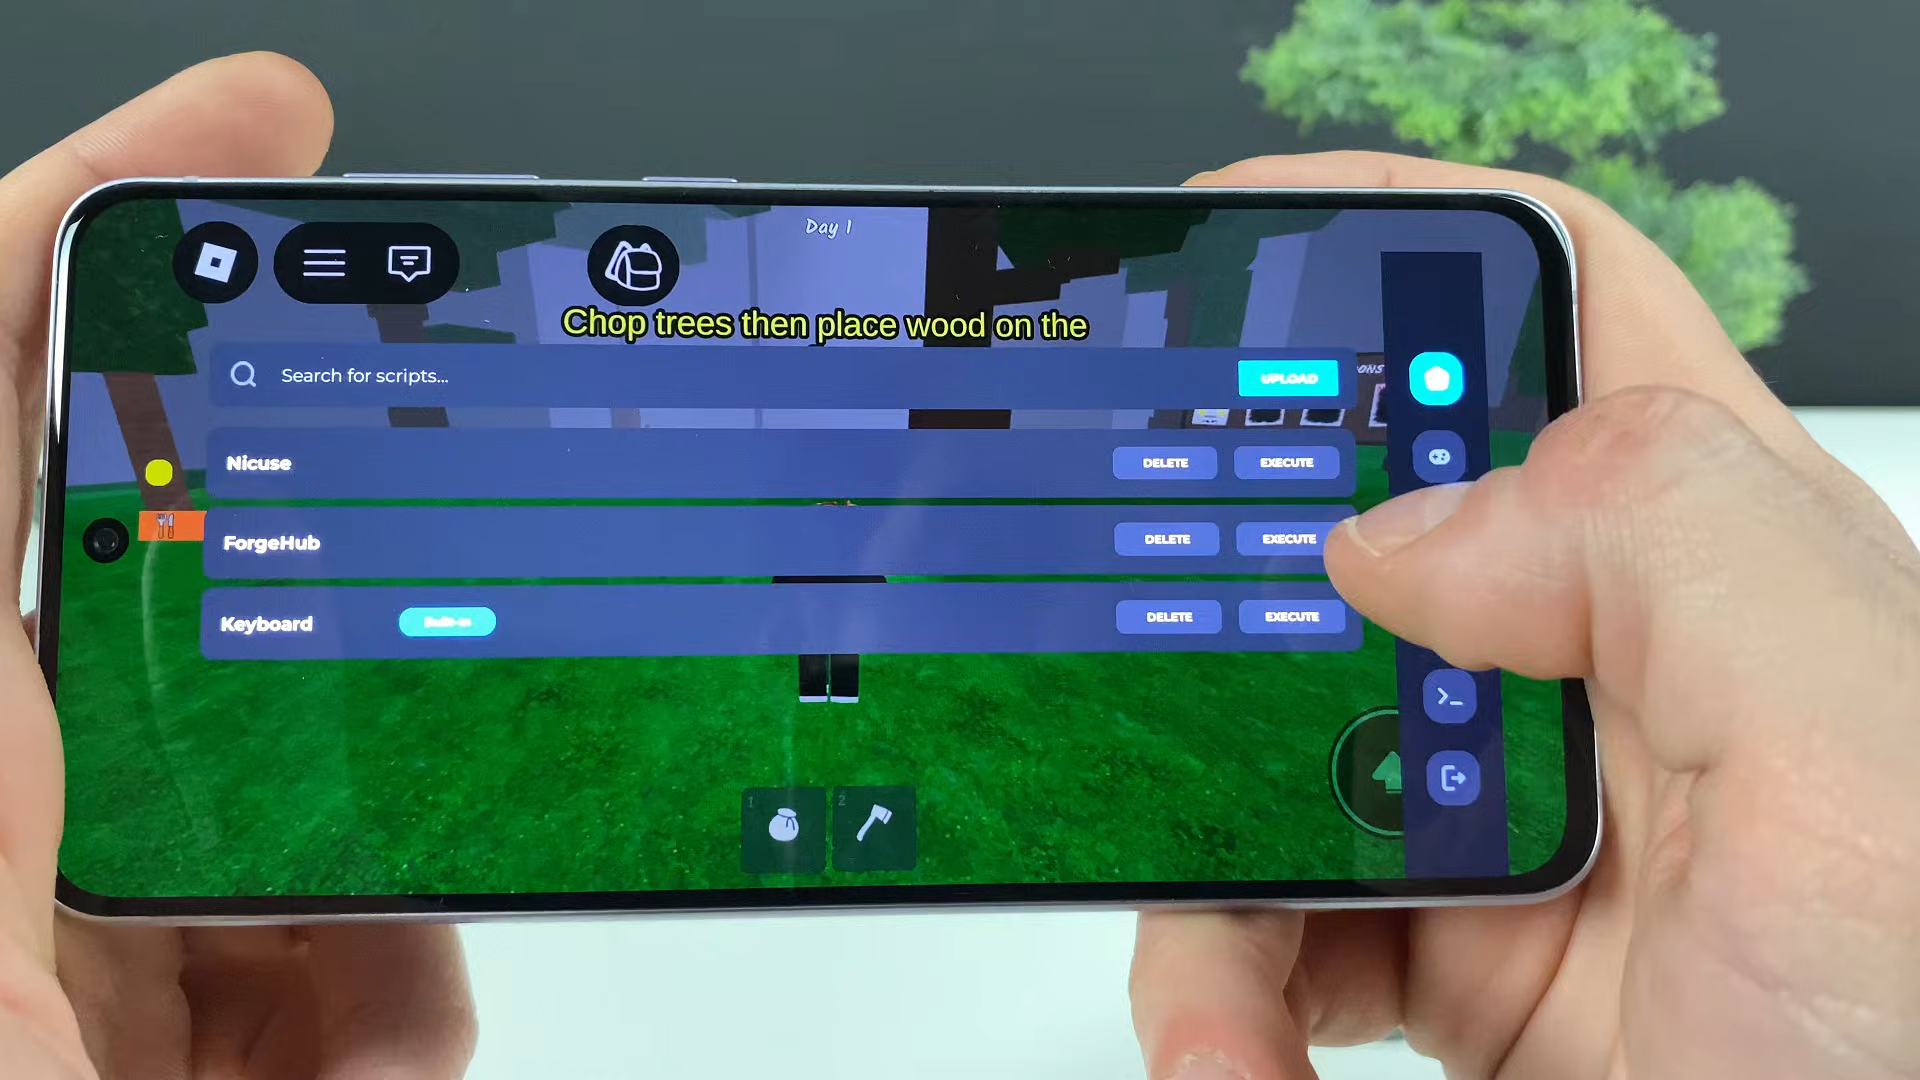 Day 1
Chop trees then place wood on the
Search for scripts...
UPLOAD
ONS
Nicuse
DELETE
EXECUTE
ForgeHub
DELETE
EXECUTE
Keyboard
Built-in
DELETE
EXECUTE
1
2